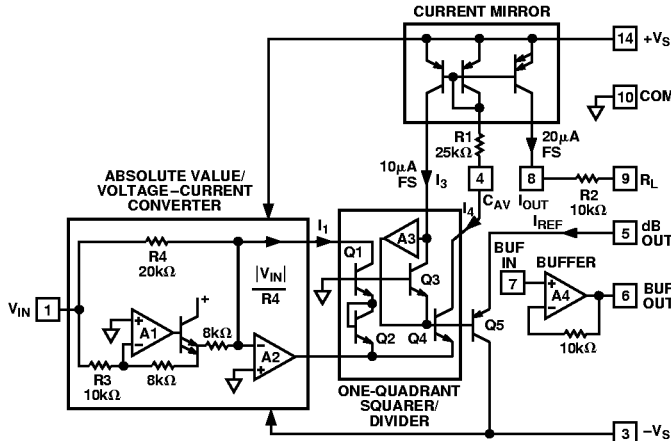 CURRENT MIRROR
14 +VS
10 COM
R1
25kΩ
20μA
FS
10μA
FS
I3
4
CAV
8
IOUT
R2
10kΩ
9 RL
ABSOLUTE VALUE/
VOLTAGE–CURRENT
CONVERTER
I4
IREF
5 dB
OUT
I1
R4
20kΩ
|VIN|
R4
A3
Q1
Q3
BUF
IN
7
BUFFER
A4
6 BUF
OUT
10kΩ
VIN 1
+
A1
+
–
8kΩ
R3
10kΩ
8kΩ
–
A2
+
Q2
Q4
Q5
+
–
ONE-QUADRANT
SQUARER/
DIVIDER
3 –VS